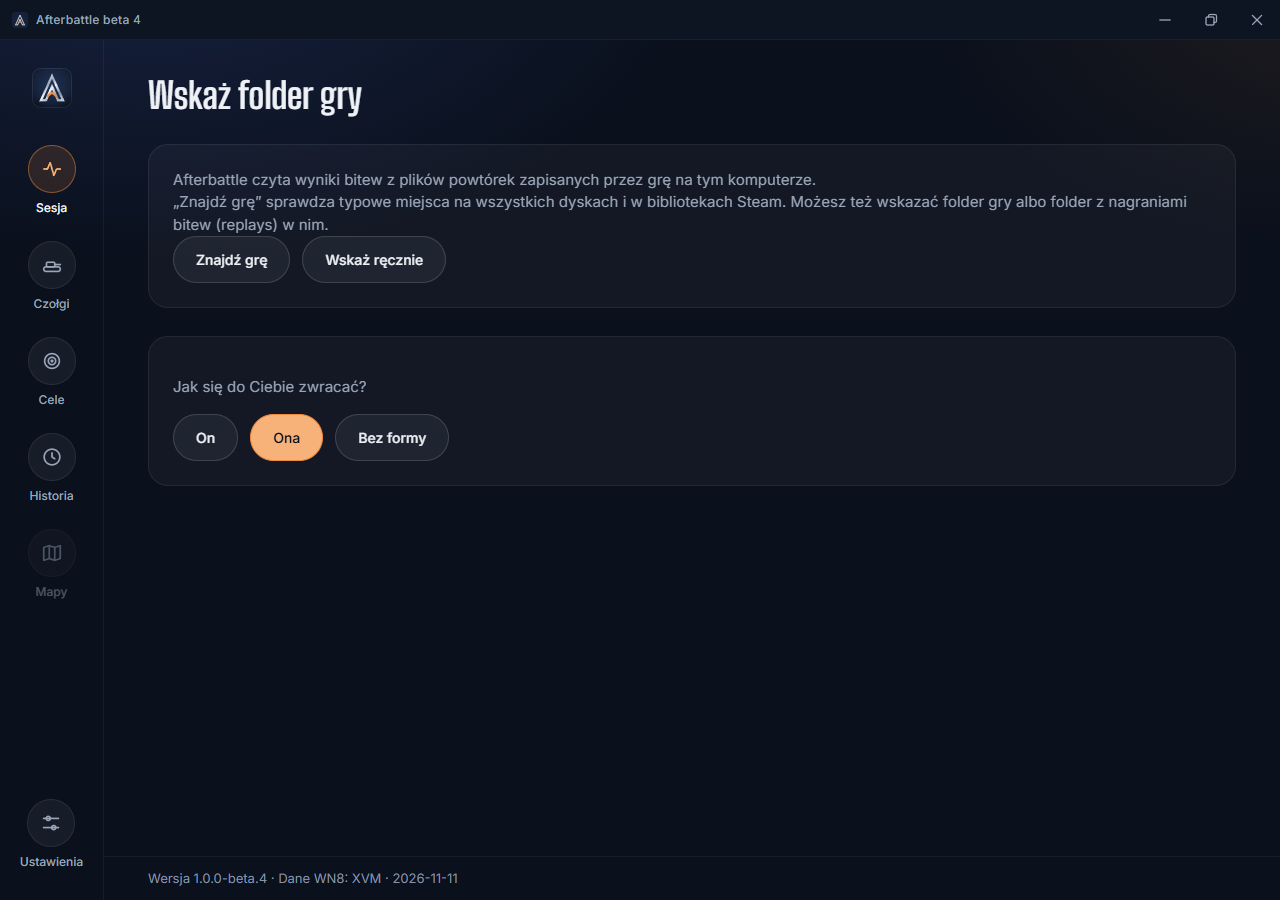 Afterbattle beta 4
Wskaż folder gry
Sesja
Czołgi
Cele
Historia
Mapy
Ustawienia
Afterbattle czyta wyniki bitew z plików powtórek zapisanych przez grę na tym komputerze.
„Znajdź grę” sprawdza typowe miejsca na wszystkich dyskach i w bibliotekach Steam. Możesz też wskazać folder gry albo folder z nagraniami
bitew (replays) w nim.
Znajdź grę Wskaż ręcznie
Jak się do Ciebie zwracać?
On Ona Bez formy
Wersja 1.0.0-beta.4 · Dane WN8: XVM · 2026-11-11